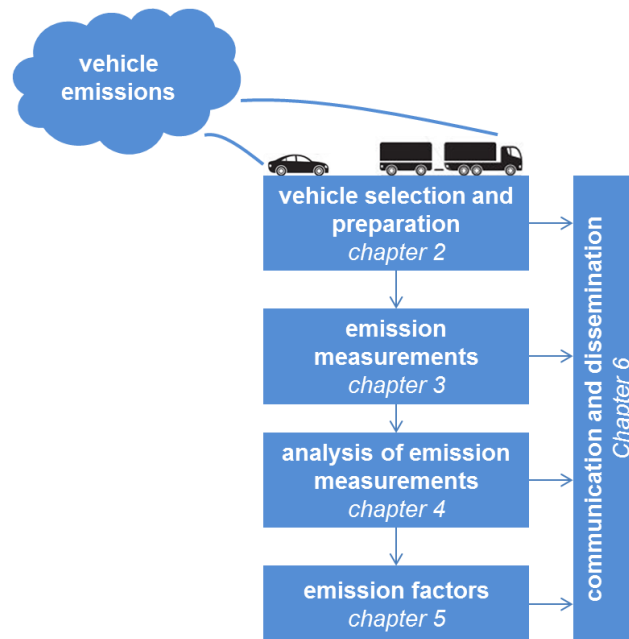 vehicle
emissions
vehicle selection and
preparation
chapter 2
emission
measurements
chapter 3
analysis of emission
measurements
chapter 4
emission factors
chapter 5
communication and dissemination
Chapter 6